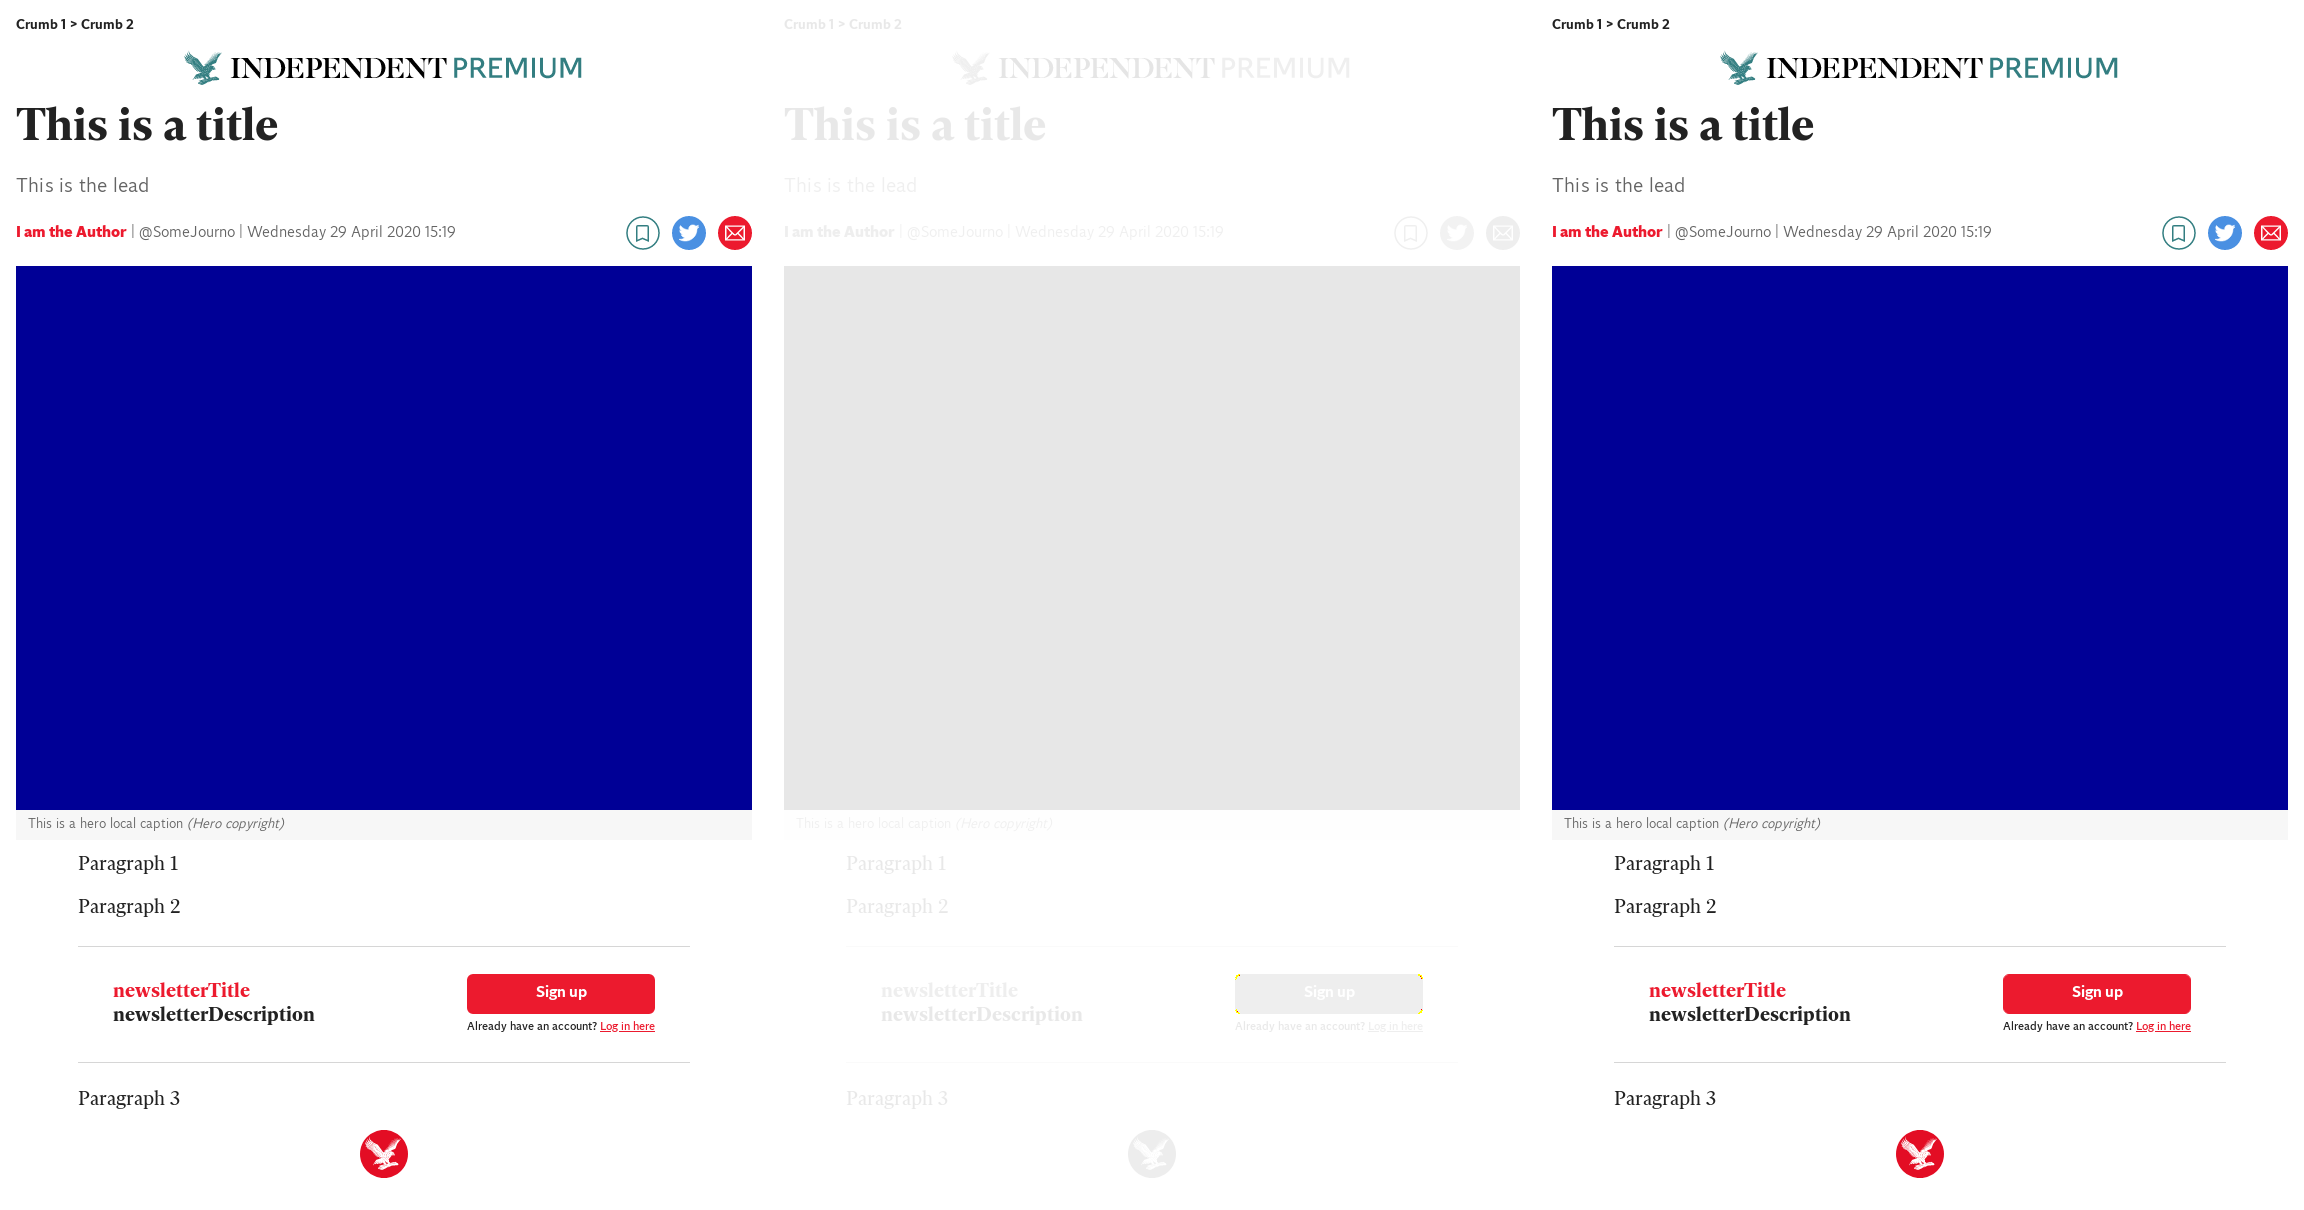 Crumb 1 > Crumb 2
INDEPENDENT PREMIUM
This is a title
This is the lead
I am the Author | @SomeJourno | Wednesday 29 April 2020 15:19
This is a hero local caption (Hero copyright)
Paragraph 1
Paragraph 2
newsletterTitle
newsletterDescription
Sign up
Already have an account? Log in here
Paragraph 3
Crumb 1 > Crumb 2
INDEPENDENT PREMIUM
This is a title
This is the lead
I am the Author | @SomeJourno | Wednesday 29 April 2020 15:19
This is a hero local caption (Hero copyright)
Paragraph 1
Paragraph 2
newsletterTitle
newsletterDescription
Sign up
Already have an account? Log in here
Paragraph 3
Crumb 1 > Crumb 2
INDEPENDENT PREMIUM
This is a title
This is the lead
I am the Author | @SomeJourno | Wednesday 29 April 2020 15:19
This is a hero local caption (Hero copyright)
Paragraph 1
Paragraph 2
newsletterTitle
newsletterDescription
Sign up
Already have an account? Log in here
Paragraph 3